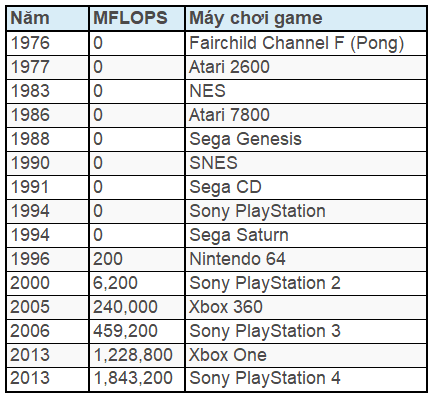 Năm MFLOPS Máy chơi game
1976 0 Fairchild Channel F (Pong)
1977 0 Atari 2600
1983 0 NES
1986 0 Atari 7800
1988 0 Sega Genesis
1990 0 SNES
1991 0 Sega CD
1994 0 Sony PlayStation
1994 0 Sega Saturn
1996 200 Nintendo 64
2000 6,200 Sony PlayStation 2
2005 240,000 Xbox 360
2006 459,200 Sony PlayStation 3
2013 1,228,800 Xbox One
2013 1,843,200 Sony PlayStation 4